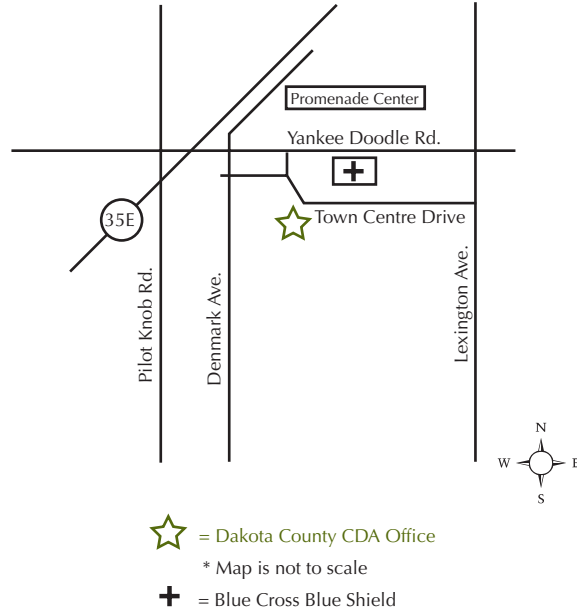 Promenade Center
Yankee Doodle Rd.
35E
Town Centre Drive
Pilot Knob Rd.
Denmark Ave.
Lexington Ave.
N
W E
S
= Dakota County CDA Office
* Map is not to scale
= Blue Cross Blue Shield